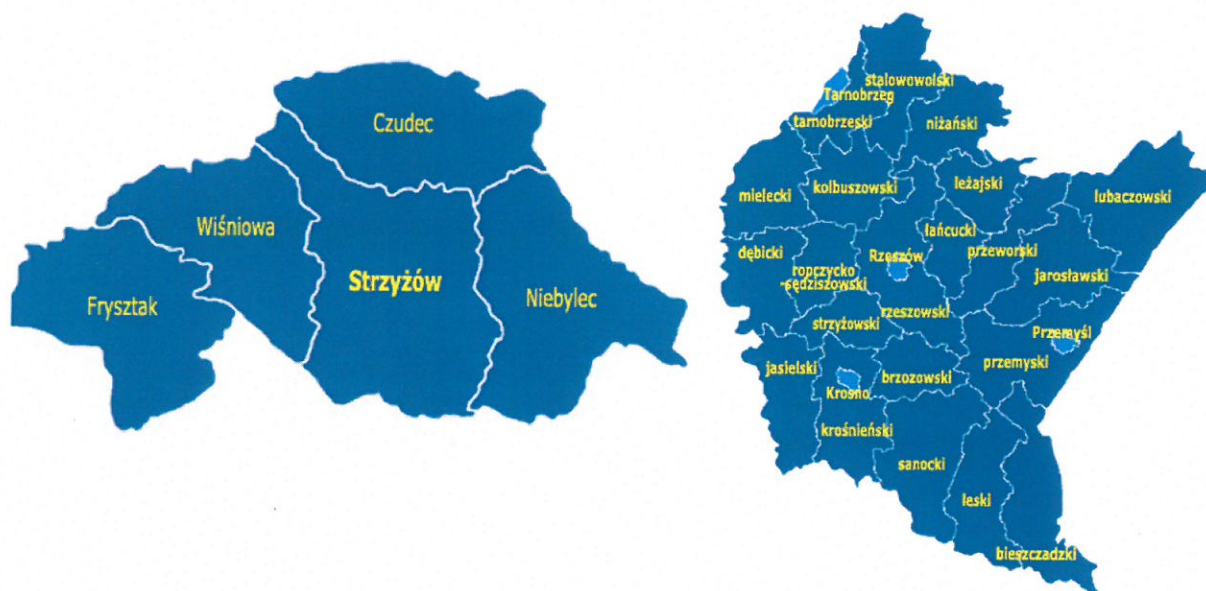 Czudec
Wiśniowa
Strzyżów
Frysztak
Niebylec
stalowowolski
Tarnobrzeg
tarnobrzeski
niżański
mielecki
kolbuszowski
leżajski
lubaczowski
łańcucki
dębicki
Rzeszów
przeworski
ropczycko
-sędziszowski
jarosławski
rzeszowski
strzyżowski
Przemyśl
jasielski
brzozowski
przemyski
Krosno
krośnieński
sanocki
leski
bieszczadzki